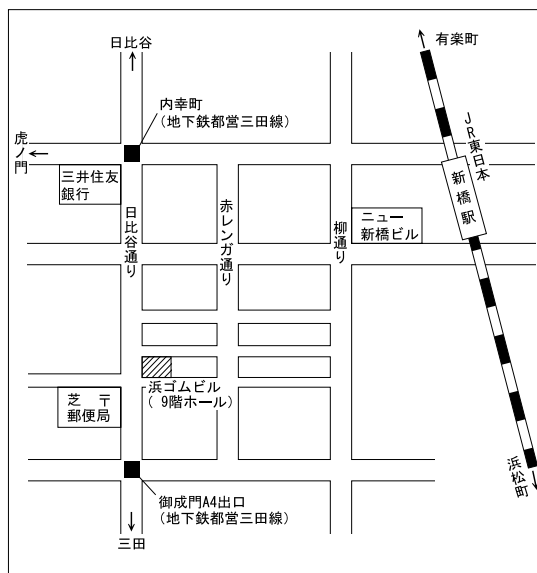 日比谷
有楽町
内幸町
(地下鉄都営三田線)
虎ノ門
JR東日本
新橋駅
三井住友
銀行
日比谷通り
赤レンガ通り
柳通り
ニュー
新橋ビル
浜ゴムビル
( 9階ホール)
芝 〒
郵便局
浜松町
御成門A4出口
(地下鉄都営三田線)
三田